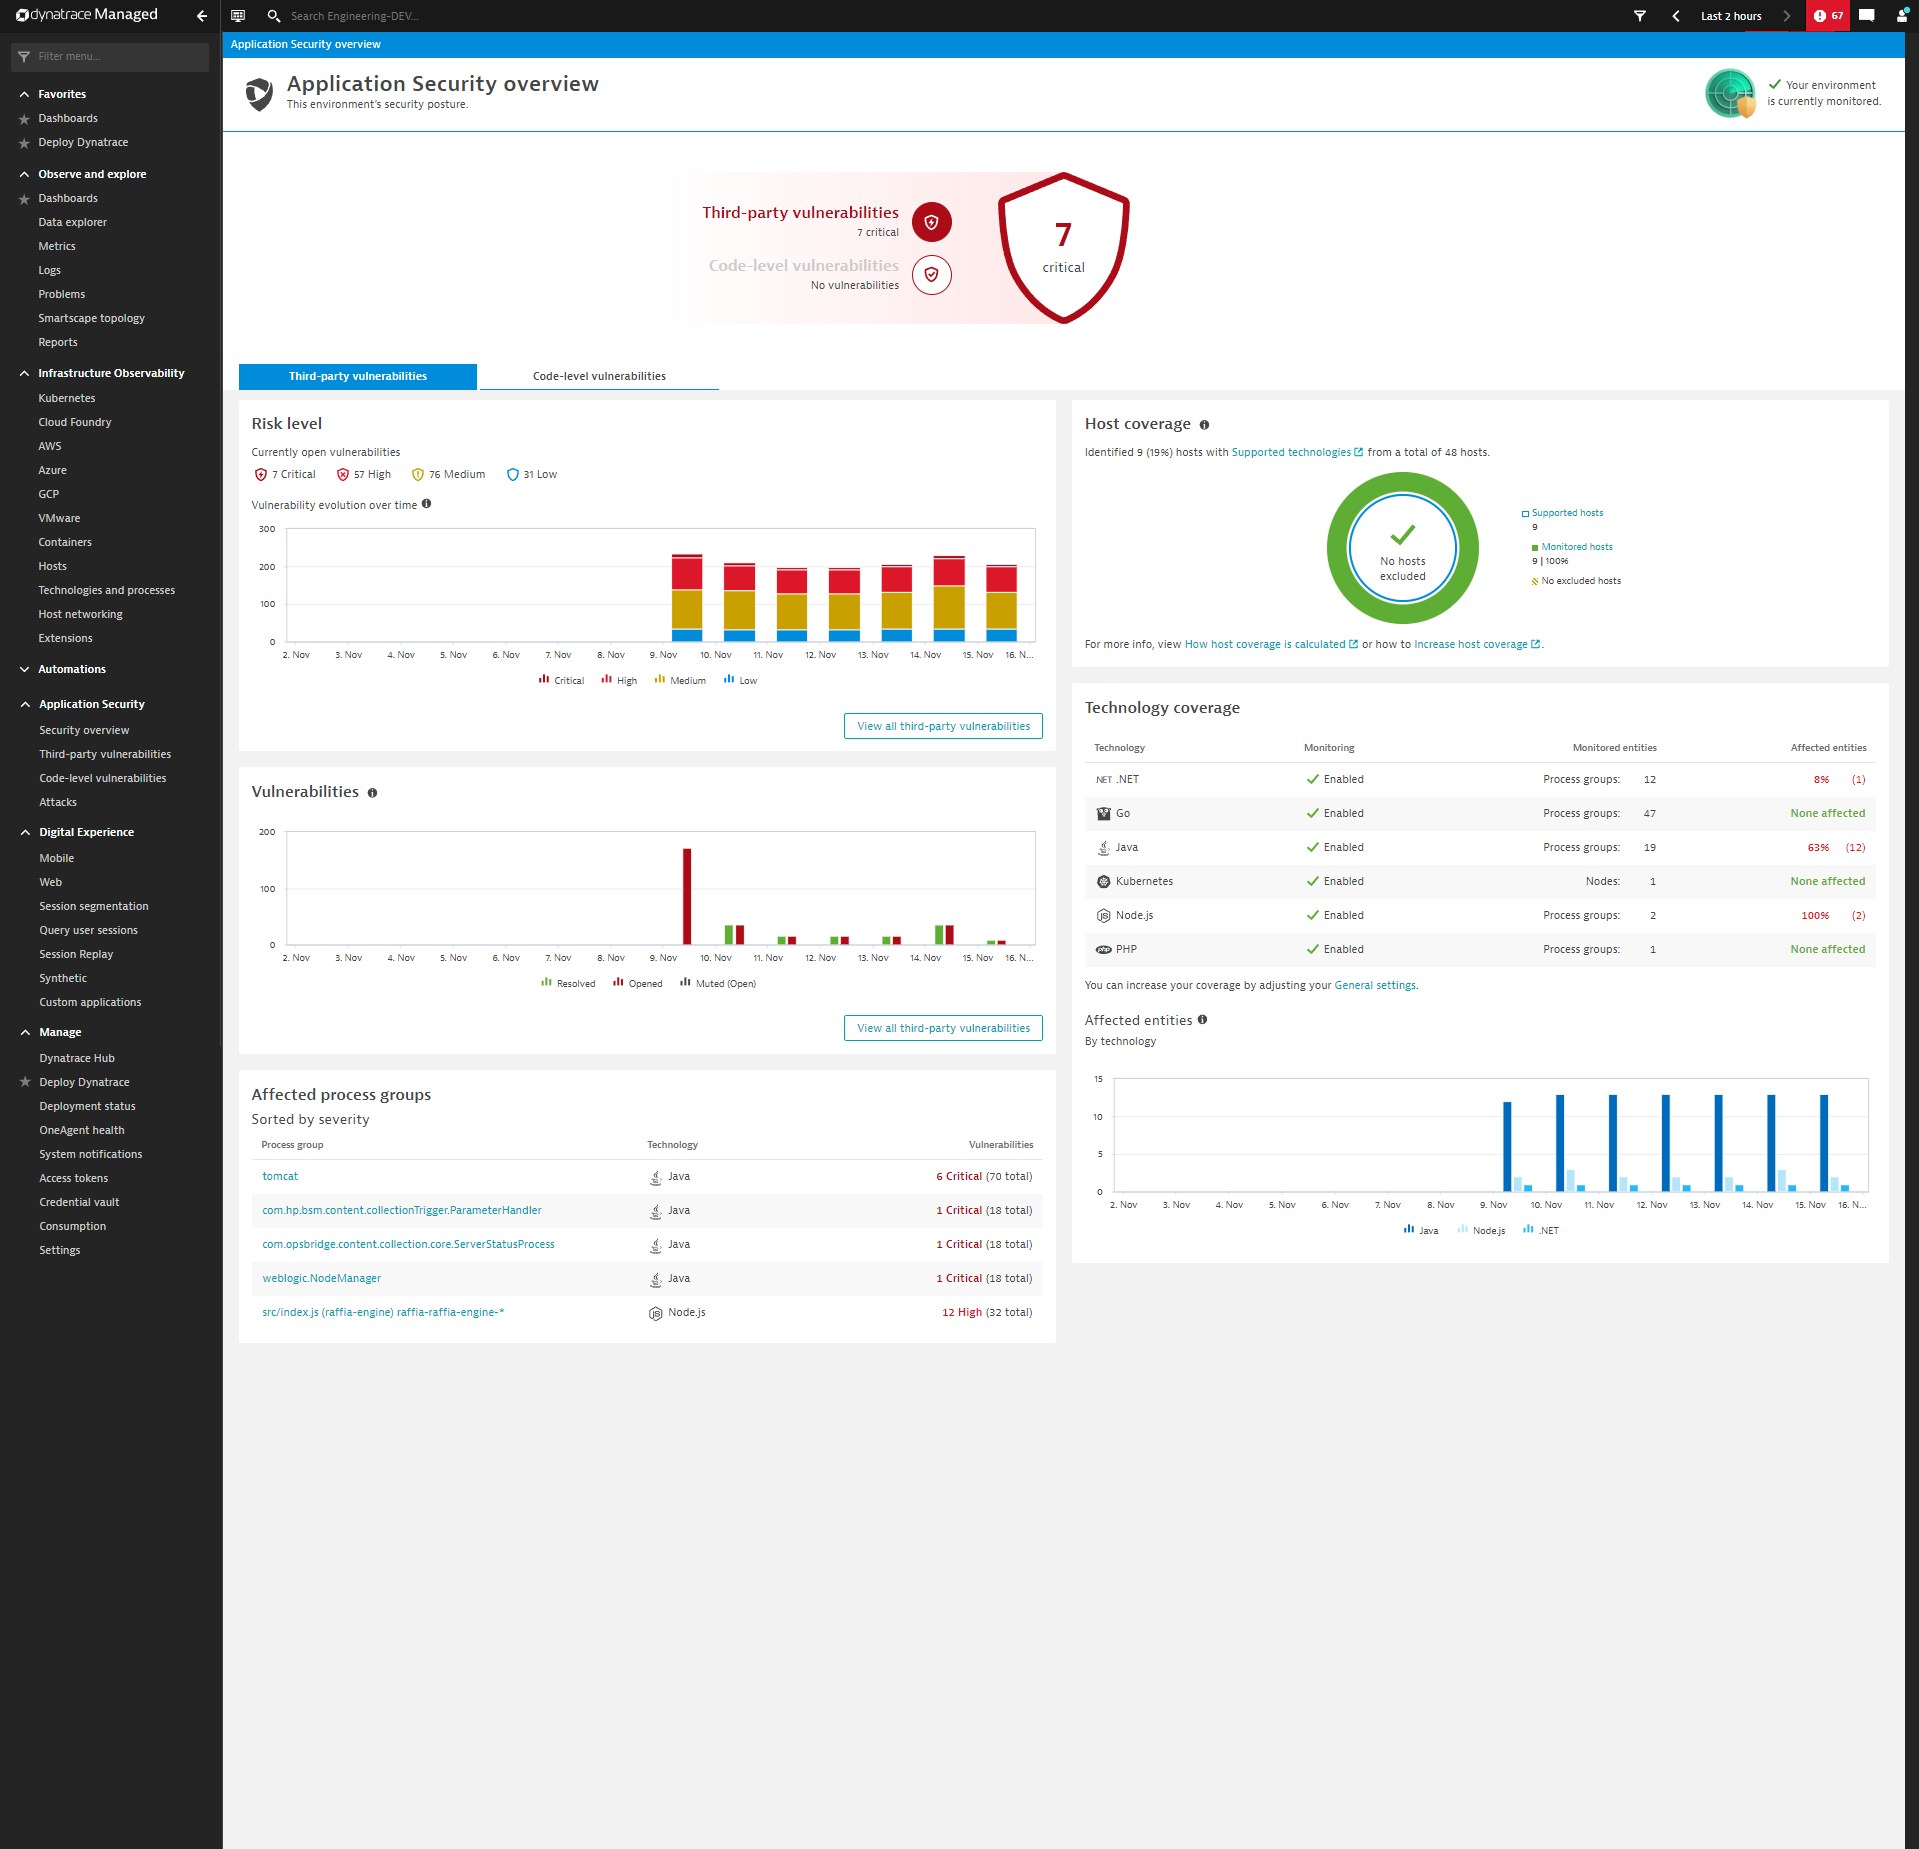 dynatrace Managed
Search Engineering-DEV...
Last 2 hours
67
Filter menu...
Favorites
Dashboards
Deploy Dynatrace
Observe and explore
Dashboards
Data explorer
Metrics
Logs
Problems
Smartscape topology
Reports
Infrastructure Observability
Kubernetes
Cloud Foundry
AWS
Azure
GCP
VMware
Containers
Hosts
Technologies and processes
Host networking
Extensions
Automations
Application Security
Security overview
Third-party vulnerabilities
Code-level vulnerabilities
Attacks
Digital Experience
Mobile
Web
Session segmentation
Query user sessions
Session Replay
Synthetic
Custom applications
Manage
Dynatrace Hub
Deploy Dynatrace
Deployment status
OneAgent health
System notifications
Access tokens
Credential vault
Consumption
Settings
Application Security overview
Application Security overview
This environment's security posture.
Your environment
is currently monitored.
Third-party vulnerabilities
7 critical
Code-level vulnerabilities
No vulnerabilities
7
critical
Third-party vulnerabilities
Code-level vulnerabilities
Risk level
Currently open vulnerabilities
7 Critical 57 High 76 Medium 31 Low
Vulnerability evolution over time
300
200
100
0
2. Nov 3. Nov 4. Nov 5. Nov 6. Nov 7. Nov 8. Nov 9. Nov 10. Nov 11. Nov 12. Nov 13. Nov 14. Nov 15. Nov 16. N...
Critical High Medium Low
View all third-party vulnerabilities
Vulnerabilities
200
100
0
2. Nov 3. Nov 4. Nov 5. Nov 6. Nov 7. Nov 8. Nov 9. Nov 10. Nov 11. Nov 12. Nov 13. Nov 14. Nov 15. Nov 16. N...
Resolved Opened Muted (Open)
View all third-party vulnerabilities
Affected process groups
Sorted by severity
Process group Technology Vulnerabilities
tomcat Java 6 Critical (70 total)
com.hp.bsm.content.collectionTrigger.ParameterHandler Java 1 Critical (18 total)
com.opsbridge.content.collection.core.ServerStatusProcess Java 1 Critical (18 total)
weblogic.NodeManager Java 1 Critical (18 total)
src/index.js (raffia-engine) raffia-raffia-engine-* JS Node.js 12 High (32 total)
Host coverage
Identified 9 (19%) hosts with Supported technologies from a total of 48 hosts.
No hosts
excluded
Supported hosts
9
Monitored hosts
9 | 100%
No excluded hosts
For more info, view How host coverage is calculated or how to Increase host coverage .
Technology coverage
Technology Monitoring Monitored entities Affected entities
NET .NET Enabled Process groups: 12 8% (1)
Go Enabled Process groups: 47 None affected
Java Enabled Process groups: 19 63% (12)
Kubernetes Enabled Nodes: 1 None affected
JS Node.js Enabled Process groups: 2 100% (2)
php PHP Enabled Process groups: 1 None affected
You can increase your coverage by adjusting your General settings.
Affected entities
By technology
15
10
5
0
2. Nov 3. Nov 4. Nov 5. Nov 6. Nov 7. Nov 8. Nov 9. Nov 10. Nov 11. Nov 12. Nov 13. Nov 14. Nov 15. Nov 16. N...
Java Node.js .NET